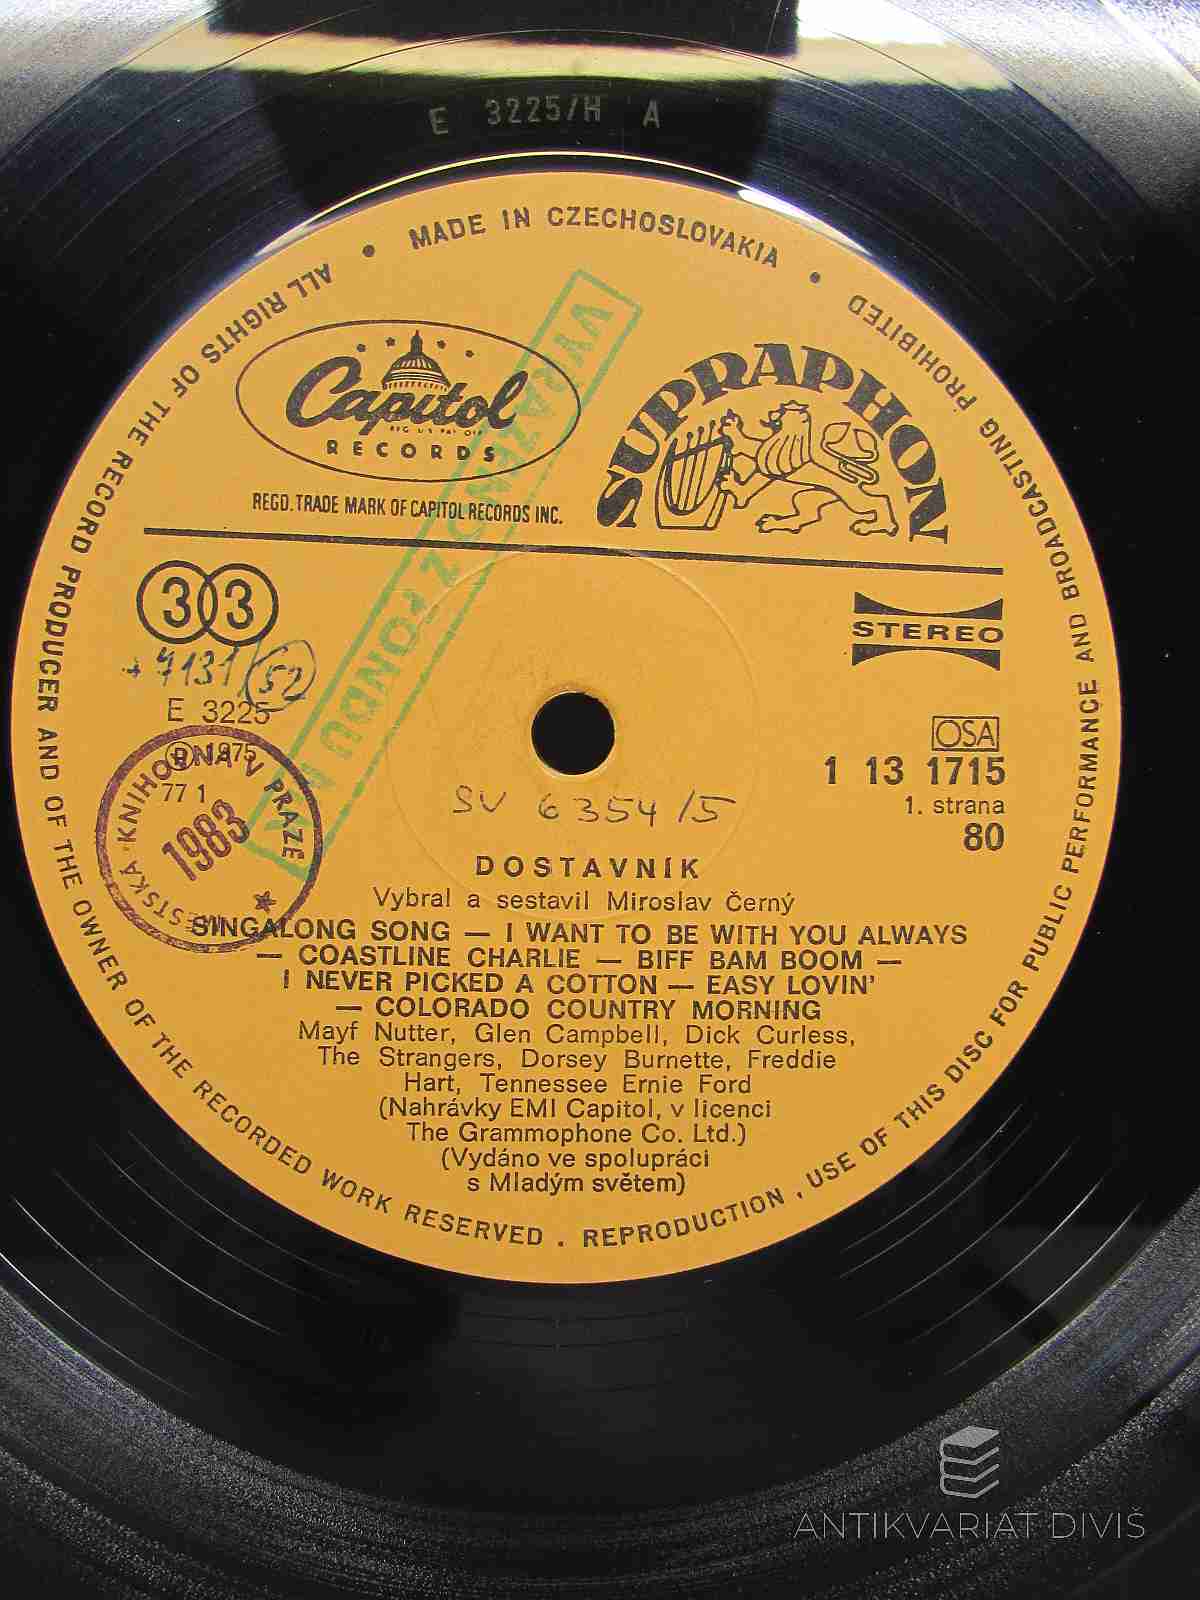 E 3225/H A
MADE IN CZECHOSLOVAKIA
ALL RIGHTS OF THE RECORD PRODUCER AND OF THE OWNER OF THE RECORDED WORK RESERVED . REPRODUCTION , USE OF THIS DISC FOR PUBLIC PERFORMANCE AND BROADCASTING PROHIBITED
Capitol
REG. U.S. PAT. OFF.
RECORDS
REGD. TRADE MARK OF CAPITOL RECORDS INC.
SUPRAPHON
VYŘAZENO Z FONDU
33
STEREO
7131/52
E 3225
Ⓟ 1975
77 1
MĚSTSKÁ KNIHOVNA V PRAZE
1983
OSA
1 13 1715
1. strana
80
SV 6354/5
DOSTAVNÍK
Vybral a sestavil Miroslav Černý
SINGALONG SONG — I WANT TO BE WITH YOU ALWAYS
— COASTLINE CHARLIE — BIFF BAM BOOM —
I NEVER PICKED A COTTON — EASY LOVIN'
— COLORADO COUNTRY MORNING
Mayf Nutter, Glen Campbell, Dick Curless,
The Strangers, Dorsey Burnette, Freddie
Hart, Tennessee Ernie Ford
(Nahrávky EMI Capitol, v licenci
The Grammophone Co. Ltd.)
(Vydáno ve spolupráci
s Mladým světem)
ANTIKVARIAT DIVIŠ